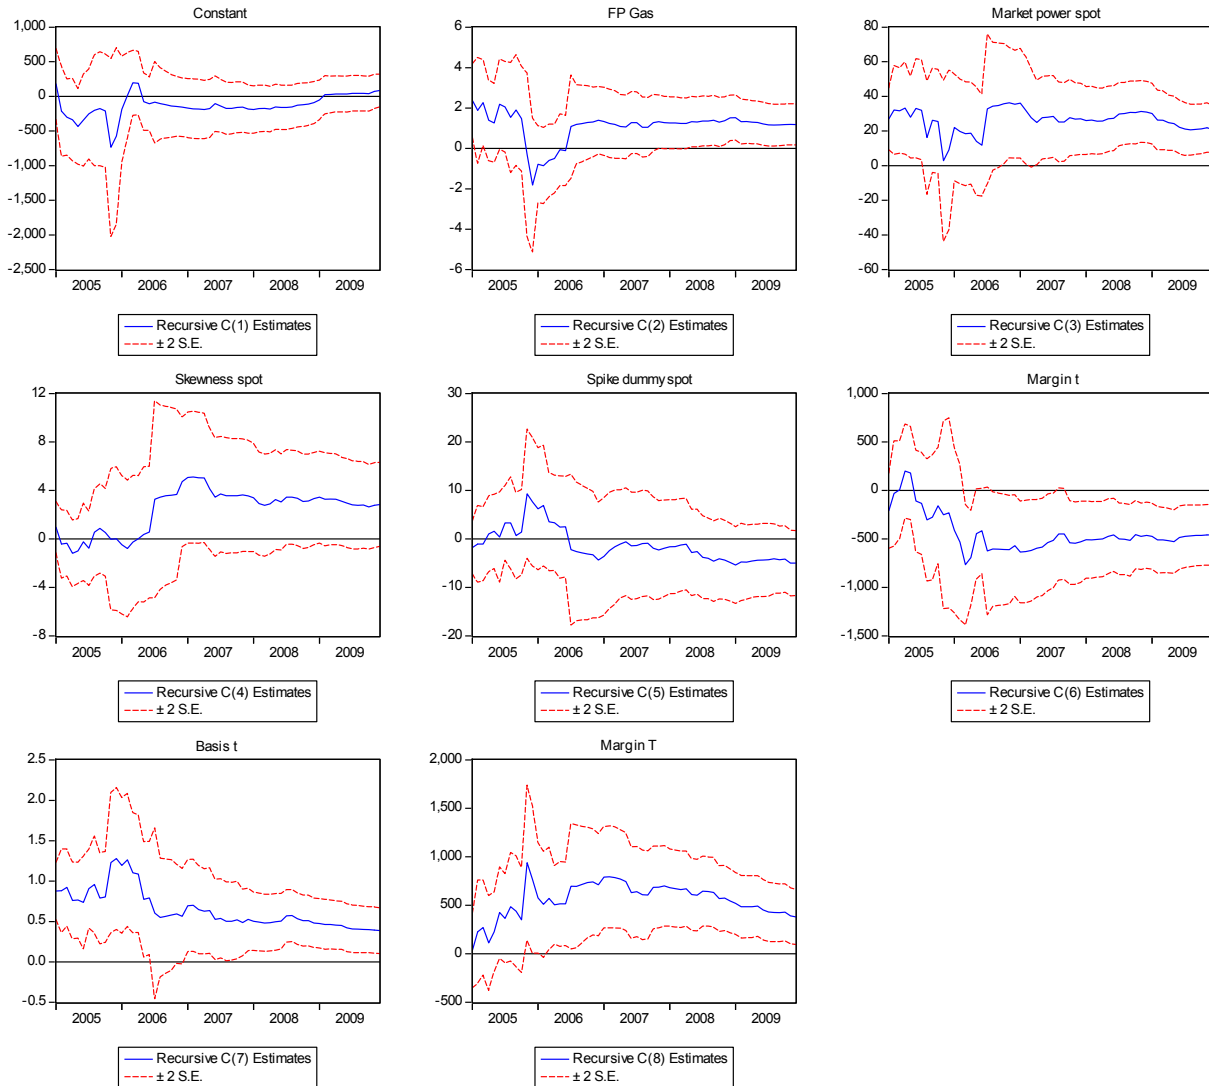 Constant
1,000
500
0
-500
-1,000
-1,500
-2,000
-2,500
2005 2006 2007 2008 2009
Recursive C(1) Estimates
± 2 S.E.
FP Gas
6
4
2
0
-2
-4
-6
2005 2006 2007 2008 2009
Recursive C(2) Estimates
± 2 S.E.
Market power spot
80
60
40
20
0
-20
-40
-60
2005 2006 2007 2008 2009
Recursive C(3) Estimates
± 2 S.E.
Skewness spot
12
8
4
0
-4
-8
2005 2006 2007 2008 2009
Recursive C(4) Estimates
± 2 S.E.
Spike dummy spot
30
20
10
0
-10
-20
2005 2006 2007 2008 2009
Recursive C(5) Estimates
± 2 S.E.
Margin t
1,000
500
0
-500
-1,000
-1,500
2005 2006 2007 2008 2009
Recursive C(6) Estimates
± 2 S.E.
Basis t
2.5
2.0
1.5
1.0
0.5
0.0
-0.5
2005 2006 2007 2008 2009
Recursive C(7) Estimates
± 2 S.E.
Margin T
2,000
1,500
1,000
500
0
-500
2005 2006 2007 2008 2009
Recursive C(8) Estimates
± 2 S.E.